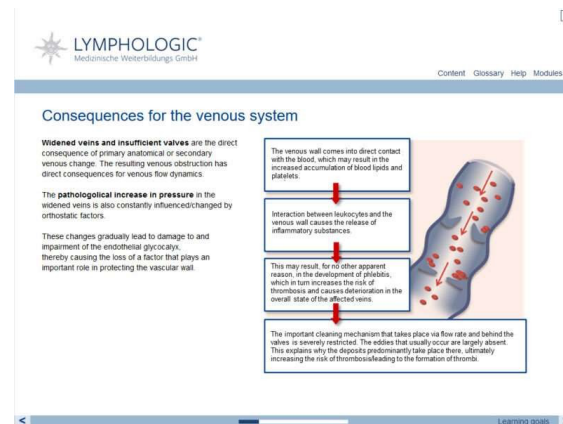 LYMPHOLOGIC®
Medizinische Weiterbildungs GmbH
Content Glossary Help Modules
Consequences for the venous system
Widened veins and insufficient valves are the direct
consequence of primary anatomical or secondary
venous change. The resulting venous obstruction has
direct consequences for venous flow dynamics.
The pathologolical increase in pressure in the
widened veins is also constantly influenced/changed by
orthostatic factors.
These changes gradually lead to damage to and
impairment of the endothelial glycocalyx,
thereby causing the loss of a factor that plays an
important role in protecting the vascular wall.
The venous wall comes into direct contact
with the blood, which may result in the
increased accumulation of blood lipids and
platelets.
Interaction between leukocytes and the
venous wall causes the release of
inflammatory substances.
This may result, for no other apparent
reason, in the development of phlebitis,
which in turn increases the risk of
thrombosis and causes deterioration in the
overall state of the affected veins.
The important cleaning mechanism that takes place via flow rate and behind the
valves is severely restricted. The eddies that usually occur are largely absent.
This explains why the deposits predominantly take place there, ultimately
increasing the risk of thrombosis/leading to the formation of thrombi.
< Learning goals